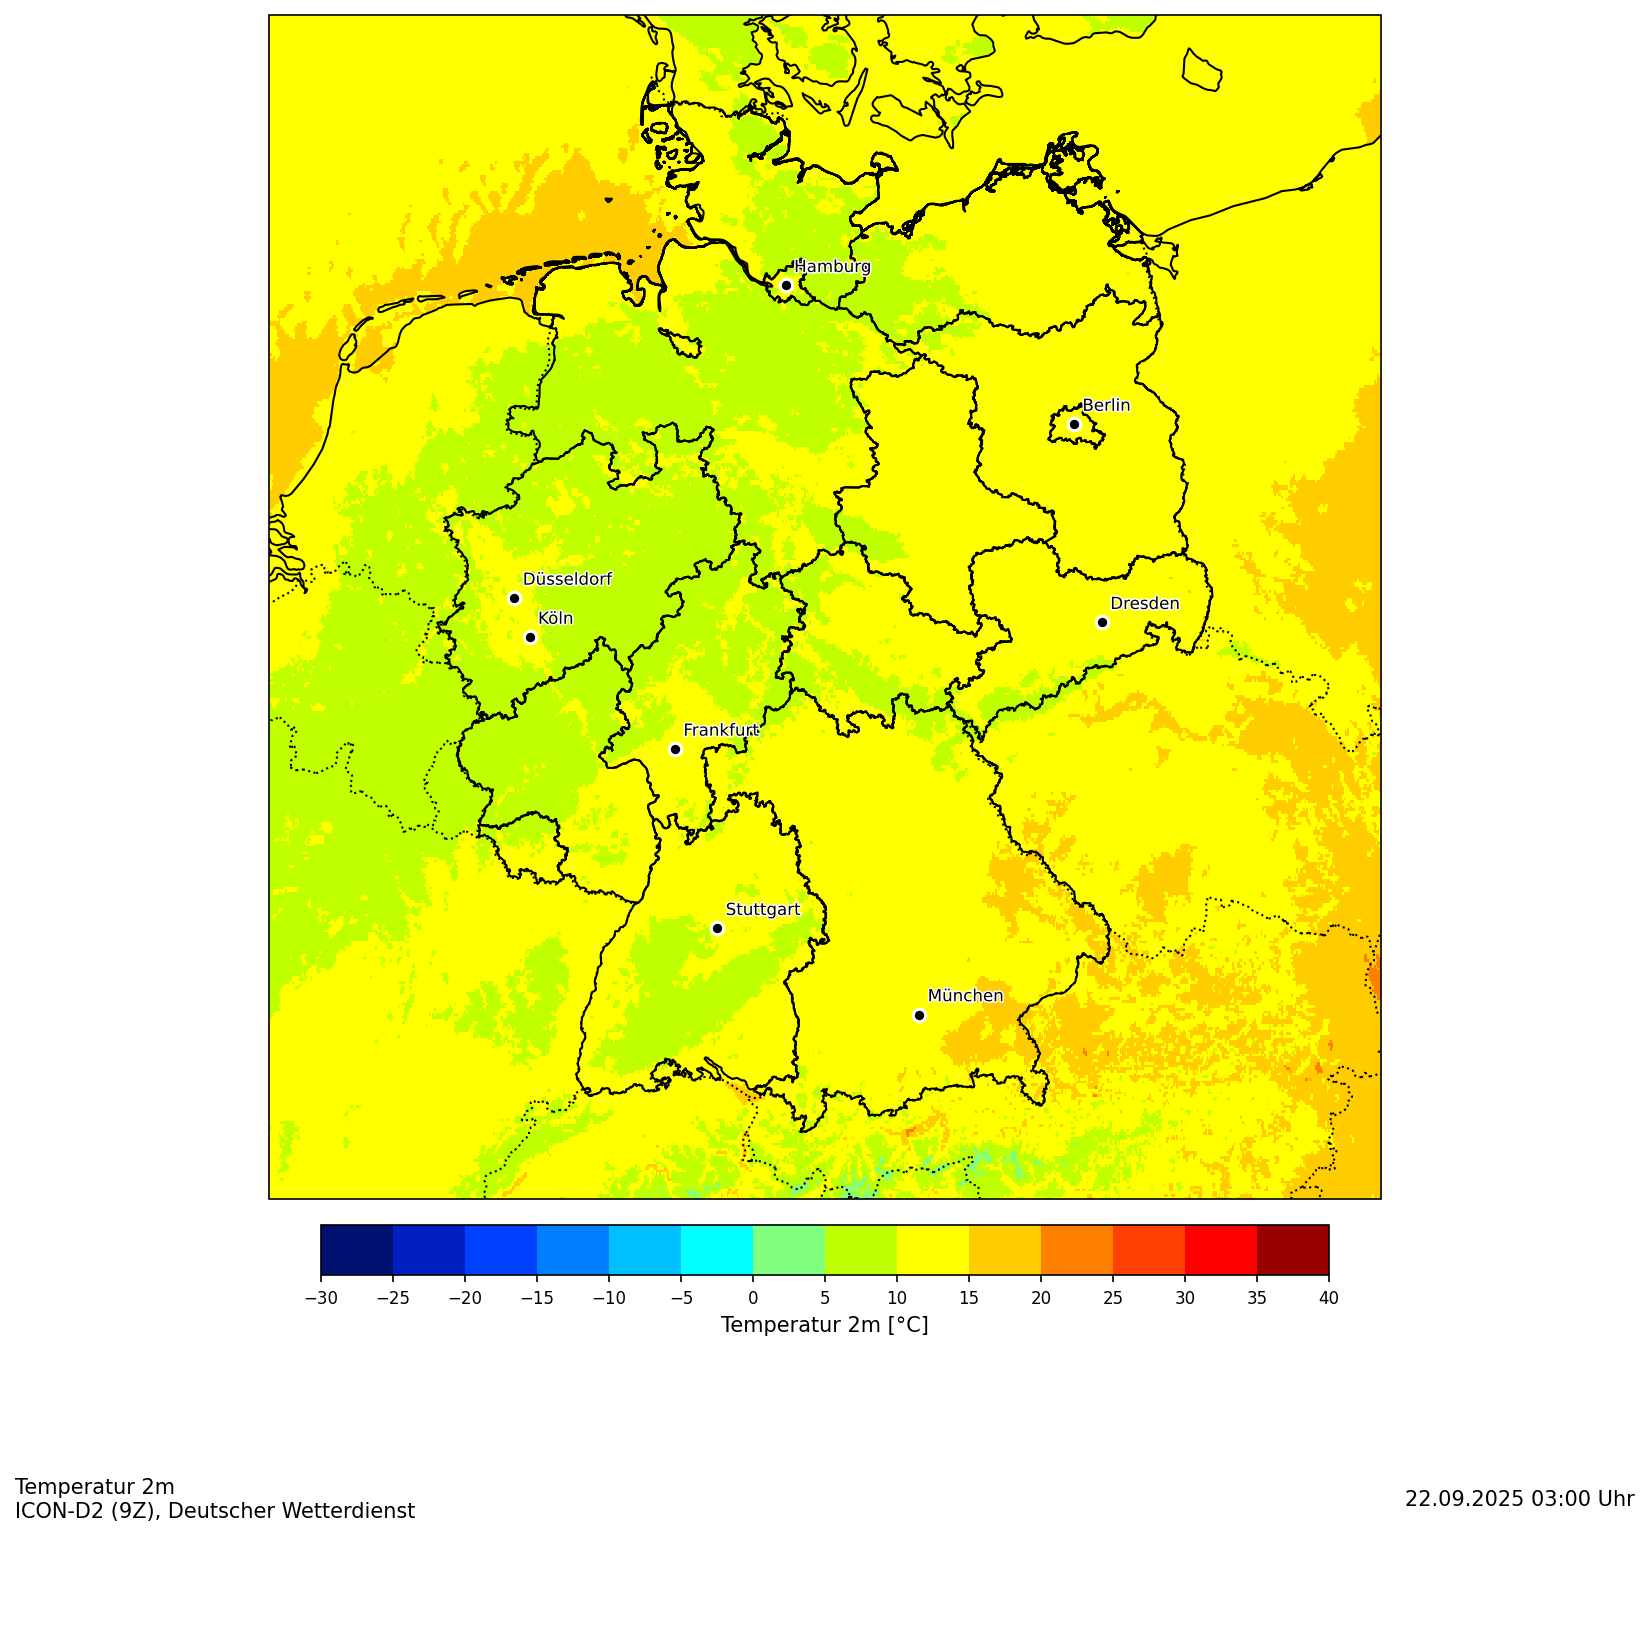 Hamburg
Berlin
Düsseldorf
Köln
Dresden
Frankfurt
Stuttgart
München
−30 −25 −20 −15 −10 −5 0 5 10 15 20 25 30 35 40
Temperatur 2m [°C]
Temperatur 2m
ICON-D2 (9Z), Deutscher Wetterdienst
22.09.2025 03:00 Uhr